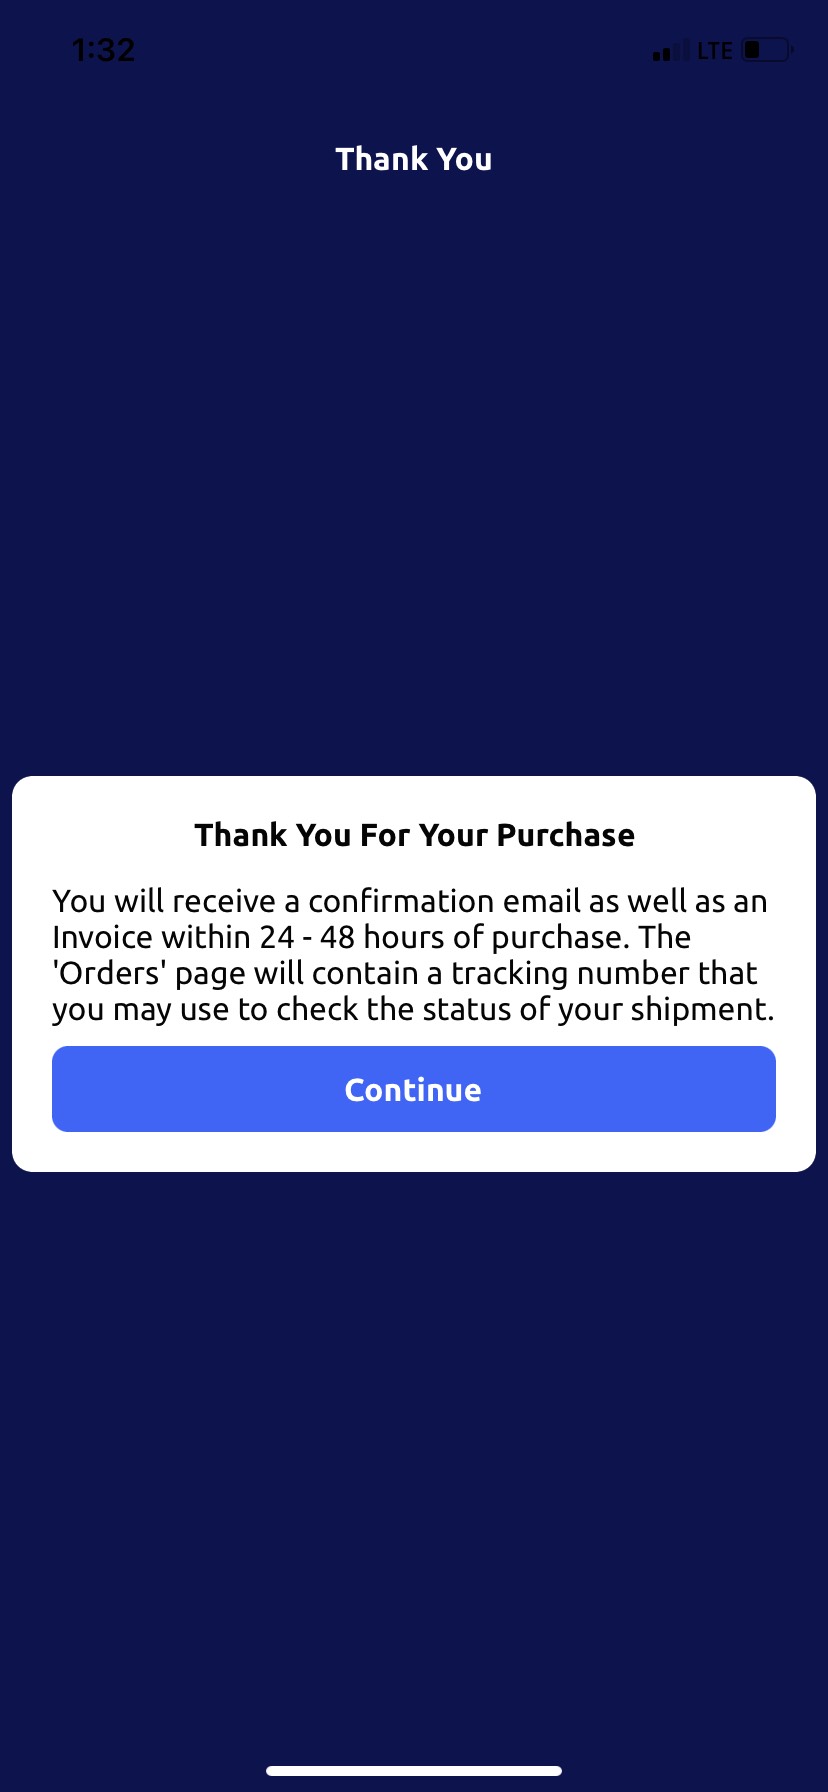 1:32
LTE
Thank You
Thank You For Your Purchase
You will receive a confirmation email as well as an
Invoice within 24 - 48 hours of purchase. The
'Orders' page will contain a tracking number that
you may use to check the status of your shipment.
Continue